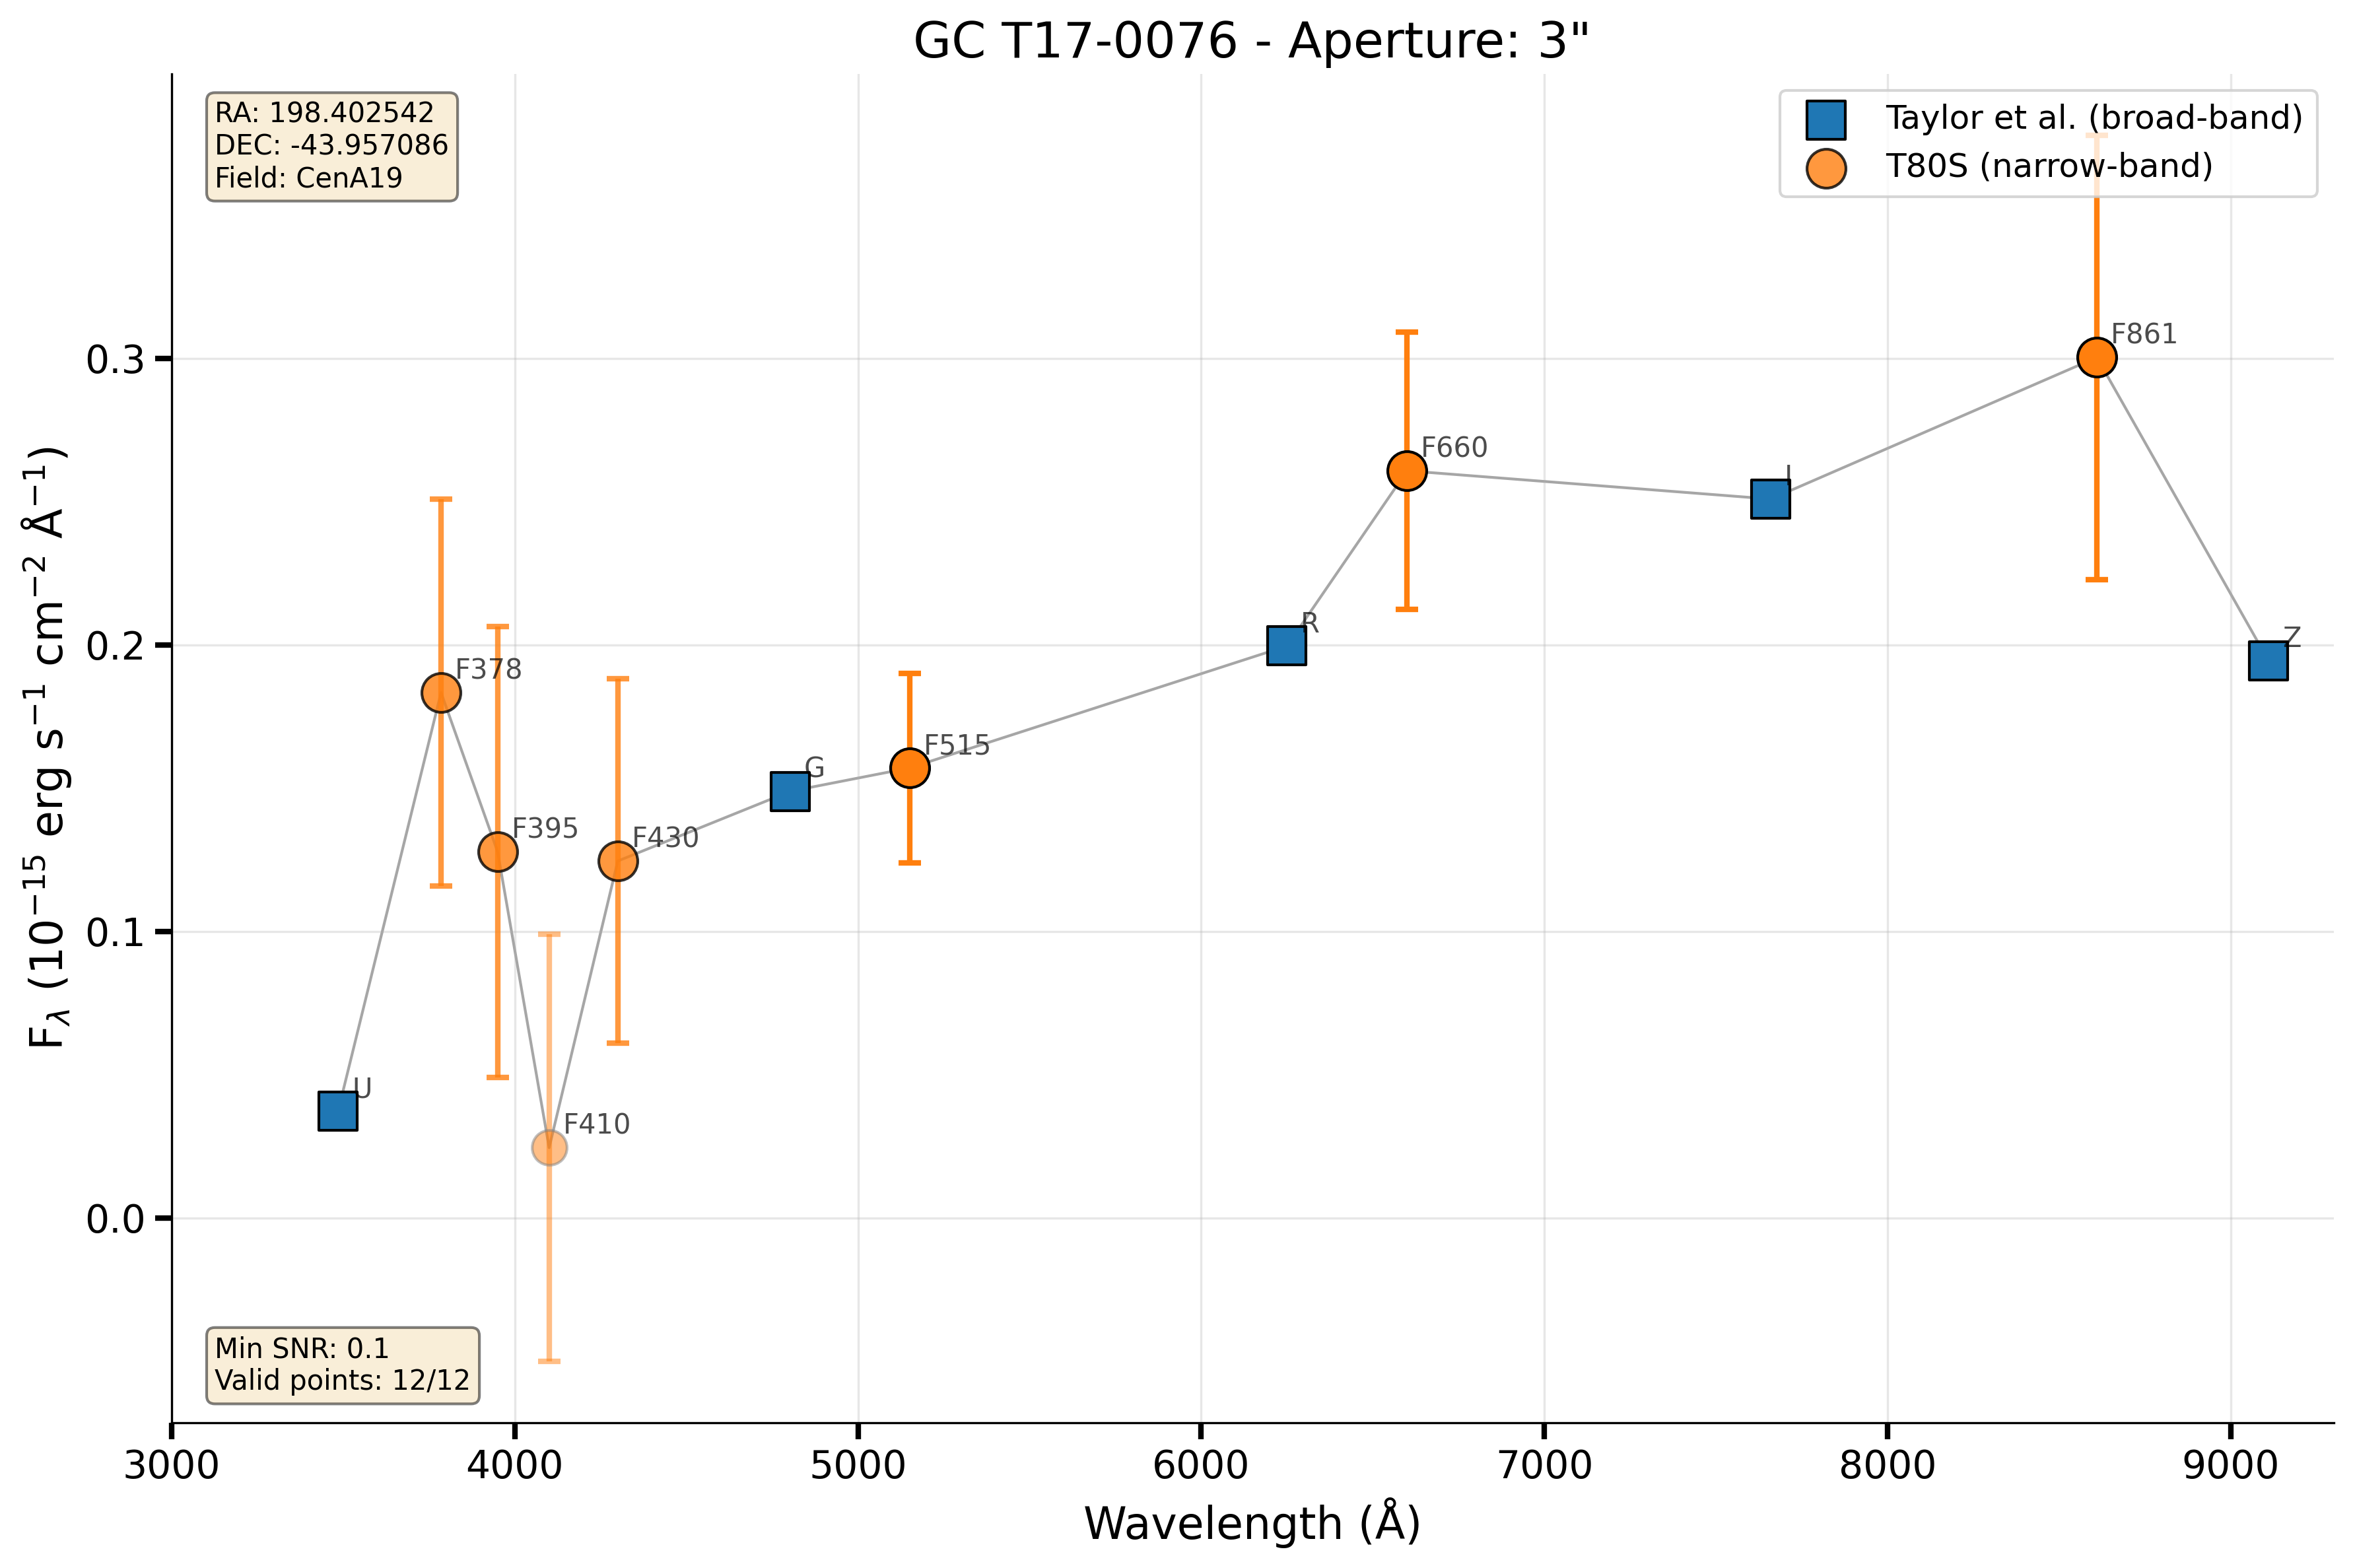 GC T17-0076 - Aperture: 3"
RA: 198.402542
DEC: -43.957086
Field: CenA19
Taylor et al. (broad-band)
T80S (narrow-band)
F861
F660
I
R
Z
F378
F515
G
F395
F430
U
F410
Min SNR: 0.1
Valid points: 12/12
0.3
0.2
0.1
0.0
F$_{λ}$ (10$^{−15}$ erg s$^{−1}$ cm$^{−2}$ Å$^{−1}$)
3000 4000 5000 6000 7000 8000 9000
Wavelength (Å)